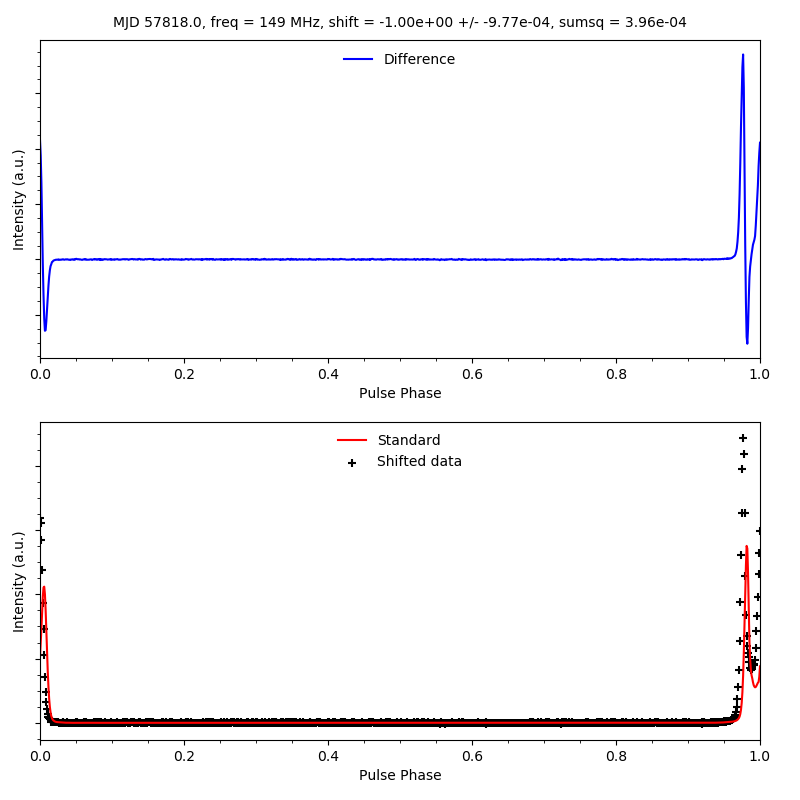 MJD 57818.0, freq = 149 MHz, shift = -1.00e+00 +/- -9.77e-04, sumsq = 3.96e-04
Difference
Intensity (a.u.)
0.0 0.2 0.4 0.6 0.8 1.0
Pulse Phase
Standard
Shifted data
Intensity (a.u.)
0.0 0.2 0.4 0.6 0.8 1.0
Pulse Phase